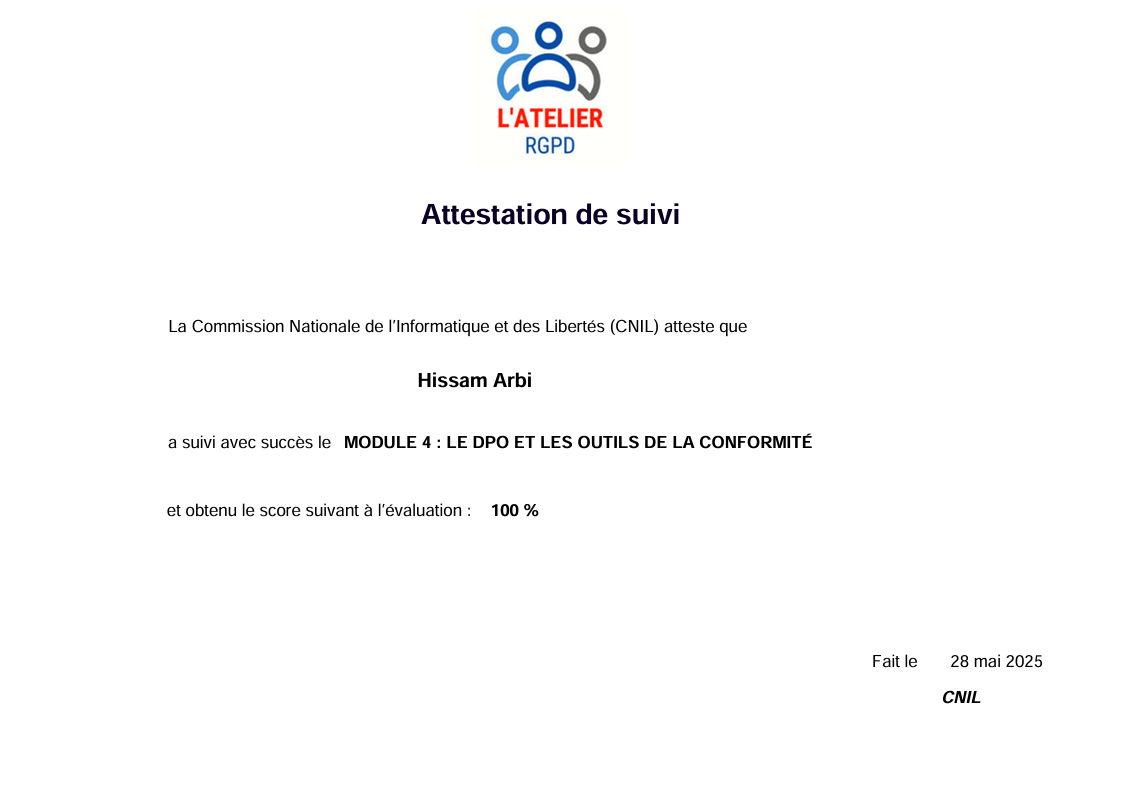 L'ATELIER
RGPD
Attestation de suivi
La Commission Nationale de l’Informatique et des Libertés (CNIL) atteste que
Hissam Arbi
a suivi avec succès le MODULE 4 : LE DPO ET LES OUTILS DE LA CONFORMITÉ
et obtenu le score suivant à l’évaluation : 100 %
Fait le 28 mai 2025
CNIL